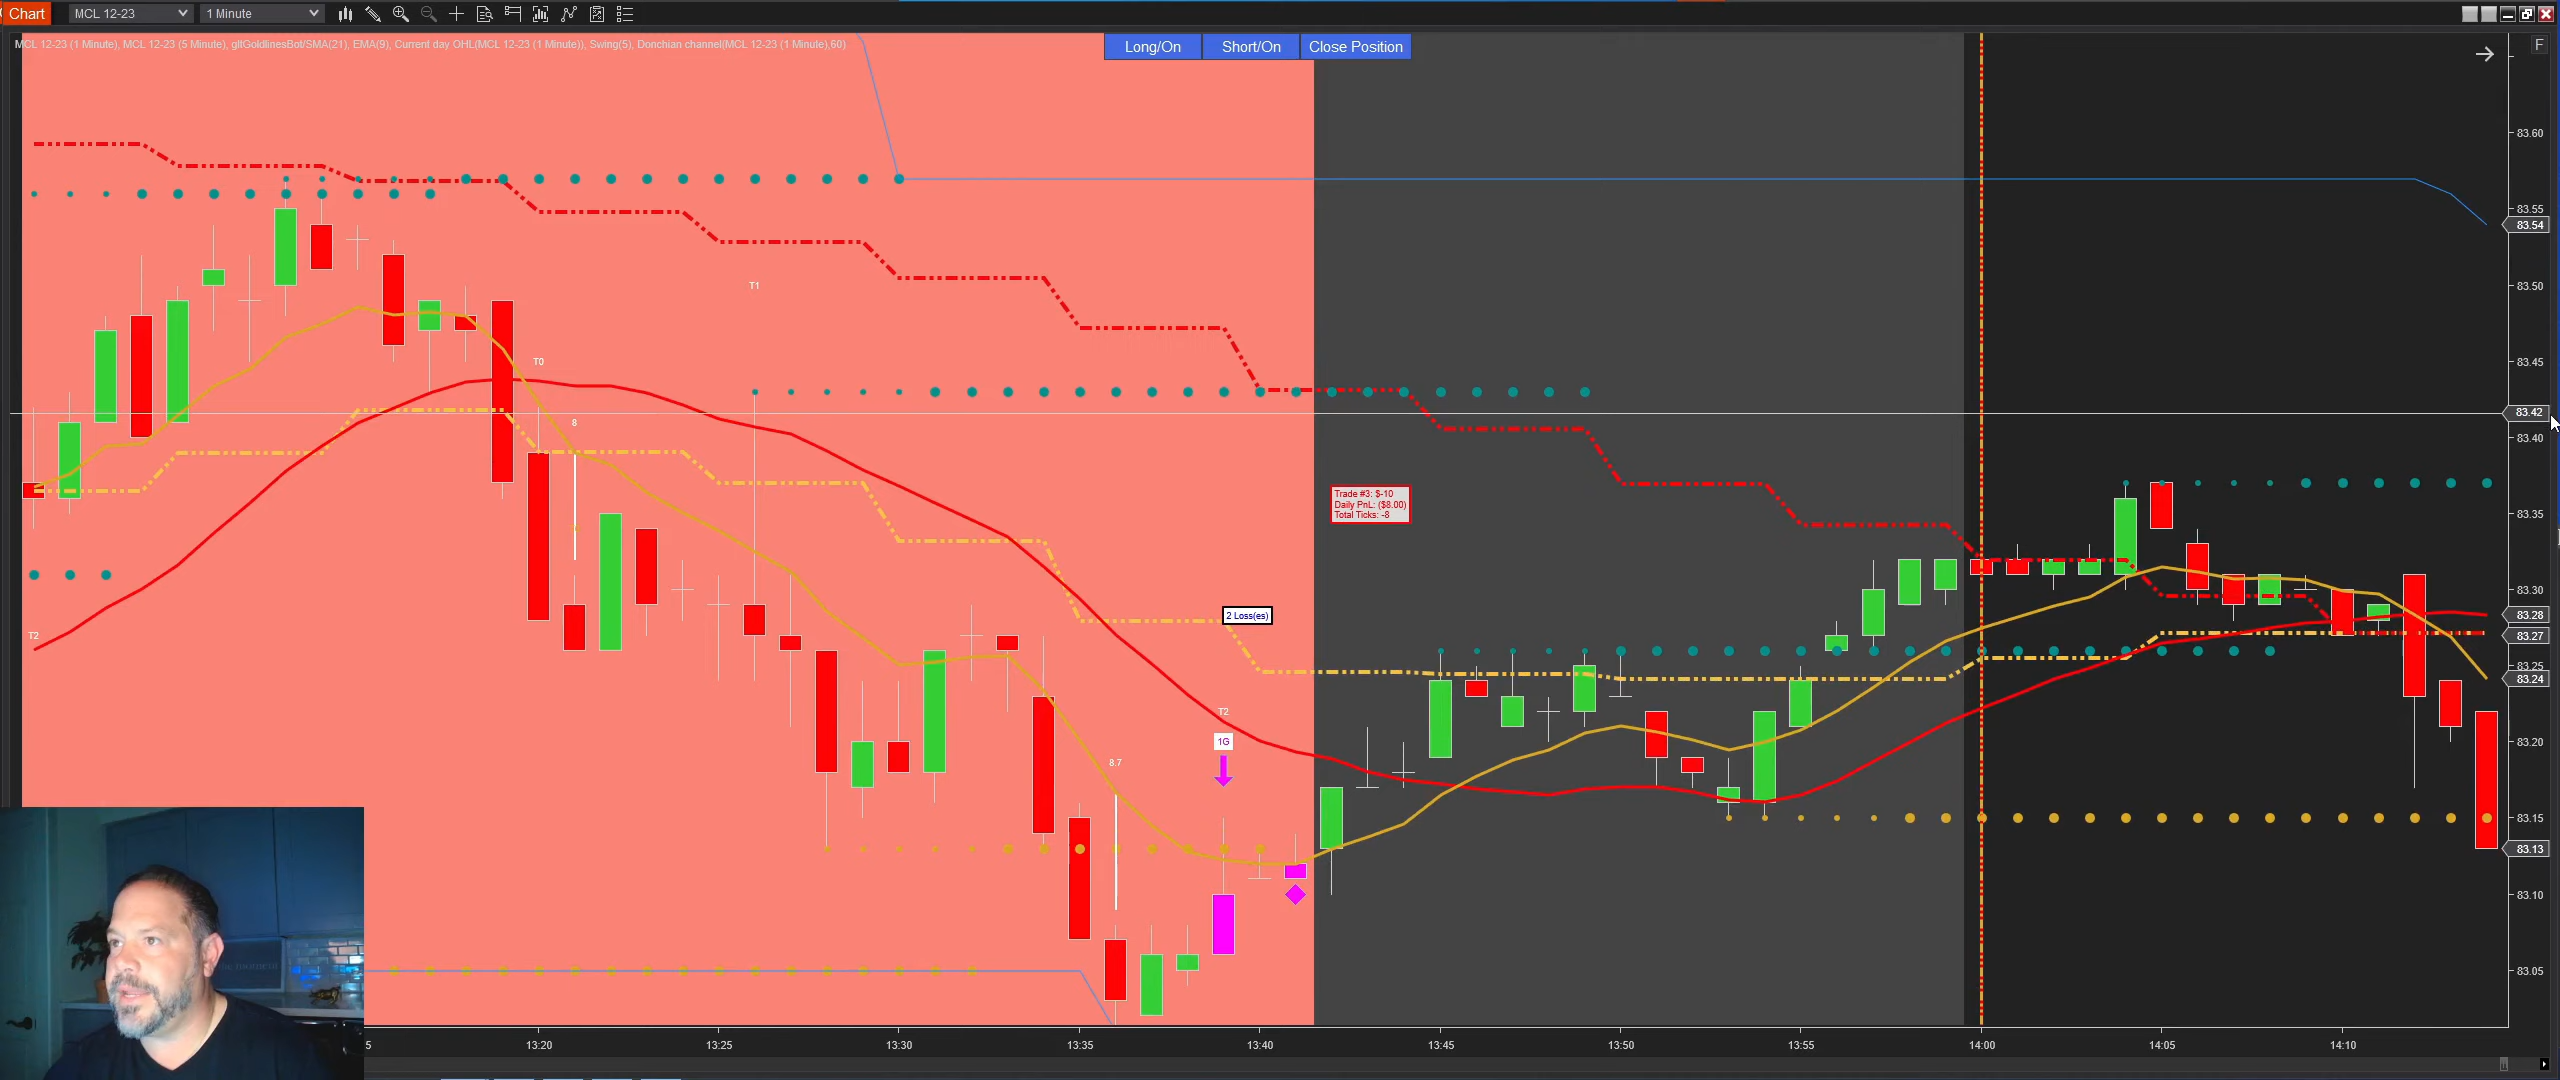 Chart
MCL 12-23
1 Minute
MCL 12-23 (1 Minute), MCL 12-23 (5 Minute), gltGoldlinesBot/SMA(21), EMA(9), Current day OHL(MCL 12-23 (1 Minute)), Swing(5), Donchian channel(MCL 12-23 (1 Minute),60)
Long/On
Short/On
Close Position
F
83.60
83.55
83.54
83.50
83.45
83.42
83.40
83.35
83.30
83.28
83.27
83.25
83.24
83.20
83.15
83.13
83.10
83.05
T1
T0
8
T2
Trade #3: $-10
Daily PnL: ($8.00)
Total Ticks: -8
2 Loss(es)
T2
1G
8.7
5
13:20
13:25
13:30
13:35
13:40
13:45
13:50
13:55
14:00
14:05
14:10